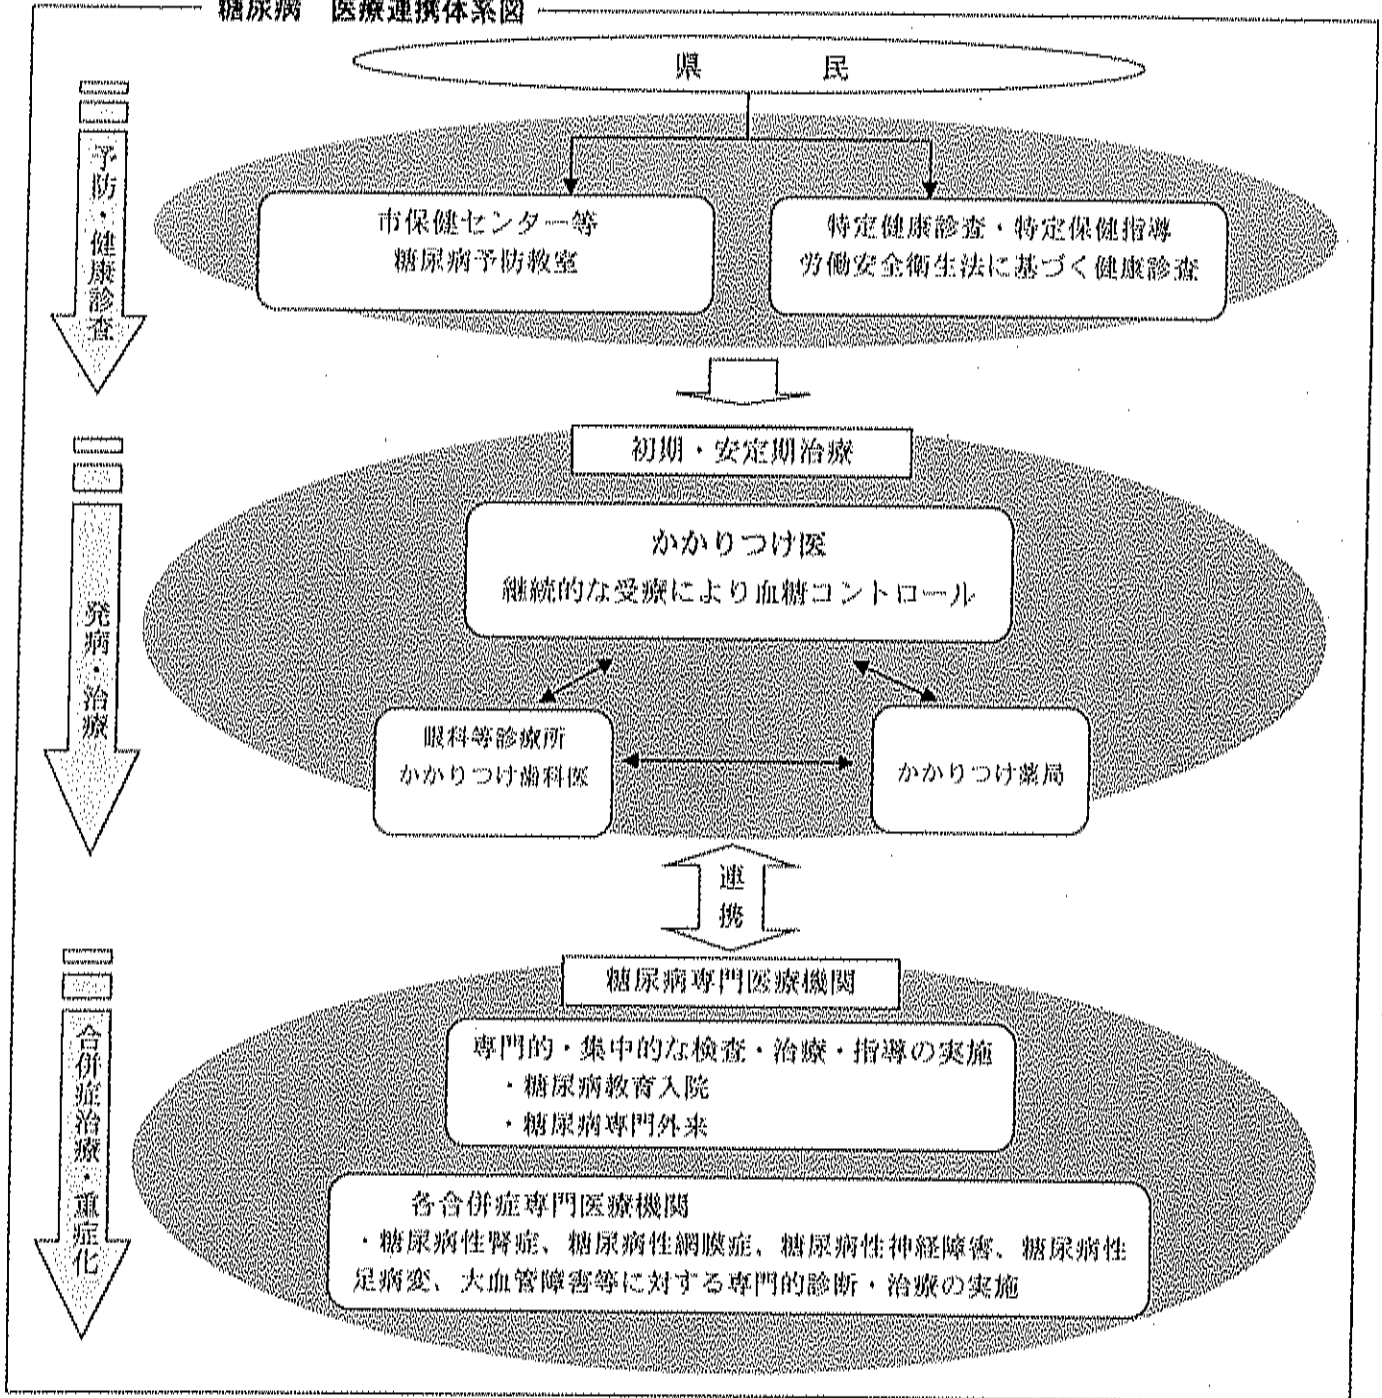 糖尿病　医療連携体系図
県　　　民
予防・健康診査
市保健センター等
糖尿病予防教室
特定健康診査・特定保健指導
労働安全衛生法に基づく健康診査
初期・安定期治療
発病・治療
かかりつけ医
継続的な受療により血糖コントロール
眼科等診療所
かかりつけ歯科医
かかりつけ薬局
連
携
糖尿病専門医療機関
合併症治療・重症化
専門的・集中的な検査・治療・指導の実施
・糖尿病教育入院
・糖尿病専門外来
各合併症専門医療機関
・糖尿病性腎症、糖尿病性網膜症、糖尿病性神経障害、糖尿病性
足病変、大血管障害等に対する専門的診断・治療の実施